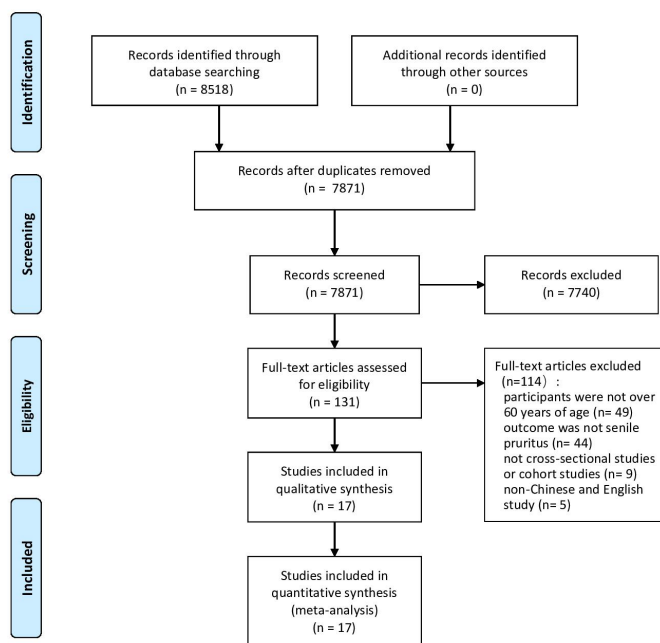 Identification
Records identified through
database searching
(n = 8518)
Additional records identified
through other sources
(n = 0)
Records after duplicates removed
(n = 7871)
Screening
Records screened
(n = 7871)
Records excluded
(n = 7740)
Eligibility
Full-text articles assessed
for eligibility
(n = 131)
Full-text articles excluded
(n=114) :
participants were not over
60 years of age (n= 49)
outcome was not senile
pruritus (n= 44)
not cross-sectional studies
or cohort studies (n= 9)
non-Chinese and English
study (n= 5)
Studies included in
qualitative synthesis
(n = 17)
Included
Studies included in
quantitative synthesis
(meta-analysis)
(n = 17)